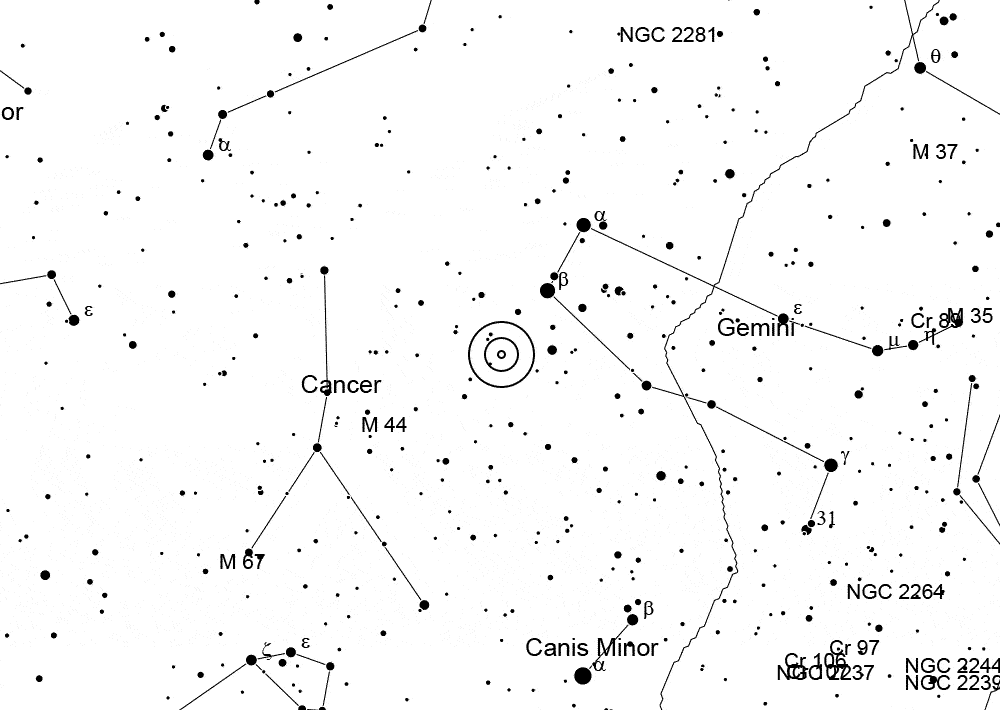 NGC 2281
θ
or
α
M 37
α
β
ε
ε
Cr 89
M 35
Gemini
μ
η
Cancer
M 44
γ
31
M 67
NGC 2264
β
Canis Minor
α
ζ
ε
Cr 97
Cr 106
NGC 2237
NGC 2244
NGC 2239